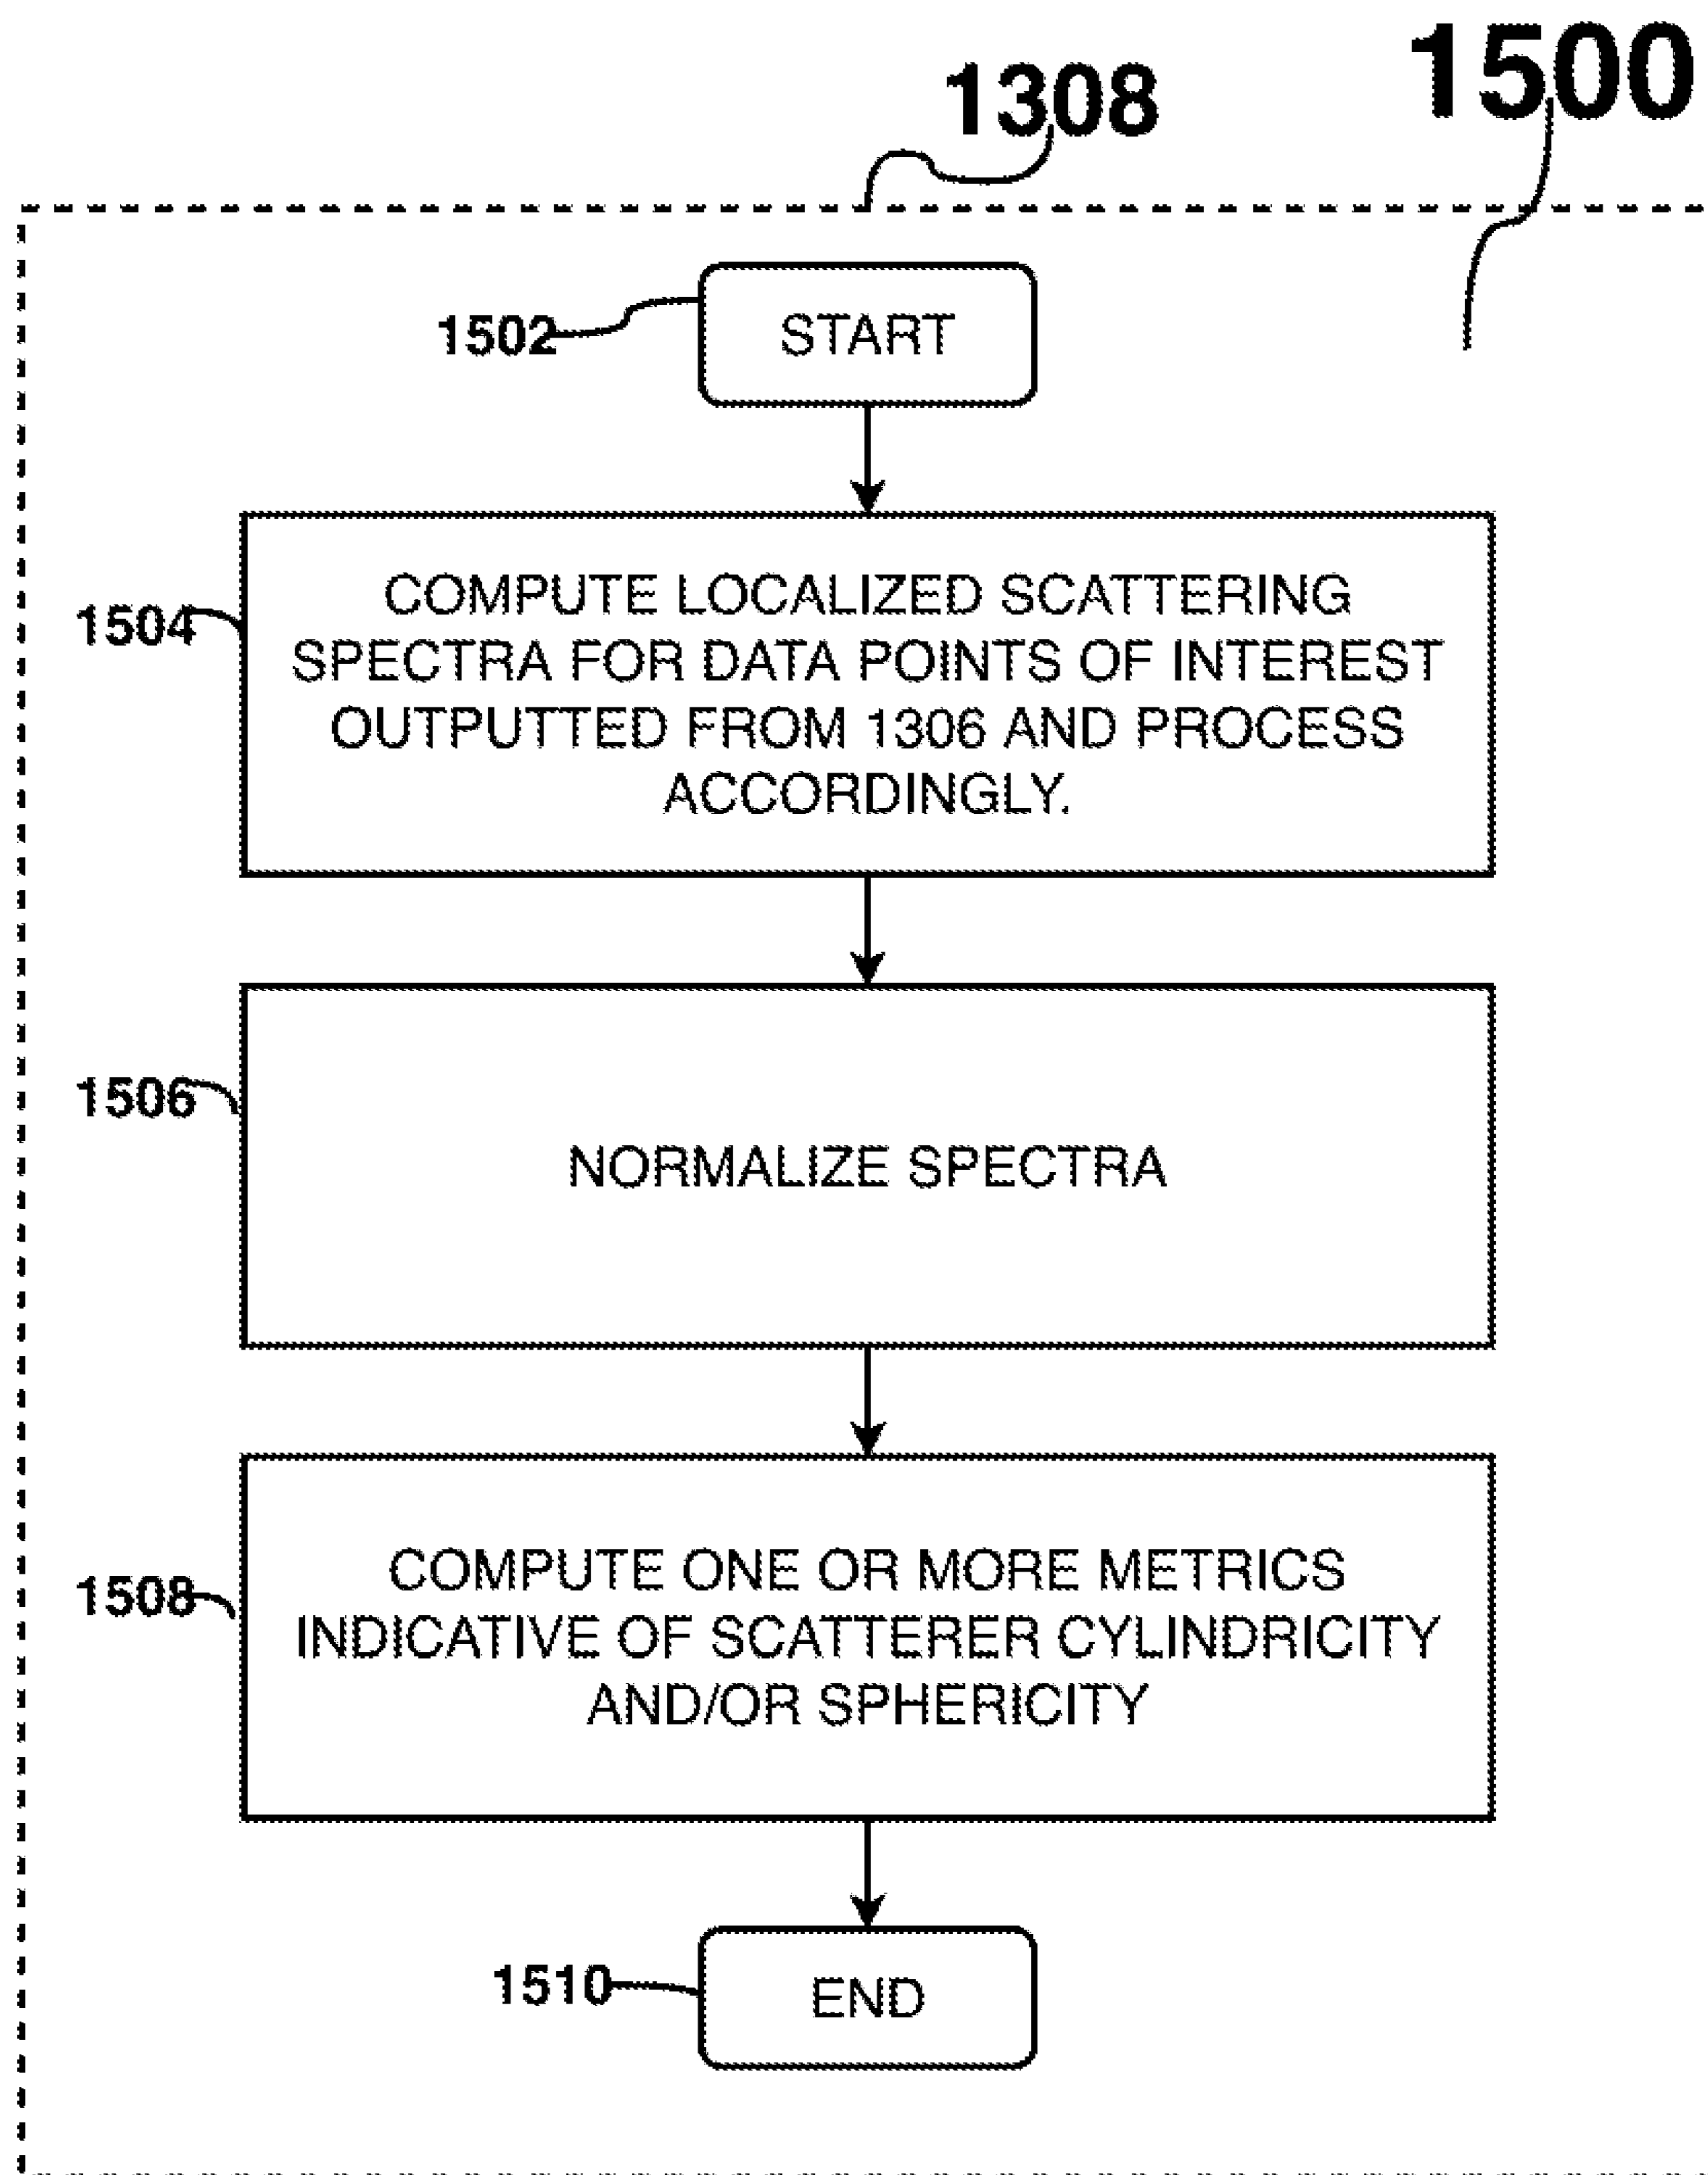 1500
1308
1502
START
1504
COMPUTE LOCALIZED SCATTERING
SPECTRA FOR DATA POINTS OF INTEREST
OUTPUTTED FROM 1306 AND PROCESS
ACCORDINGLY.
1506
NORMALIZE SPECTRA
1508
COMPUTE ONE OR MORE METRICS
INDICATIVE OF SCATTERER CYLINDRICITY
AND/OR SPHERICITY
1510
END